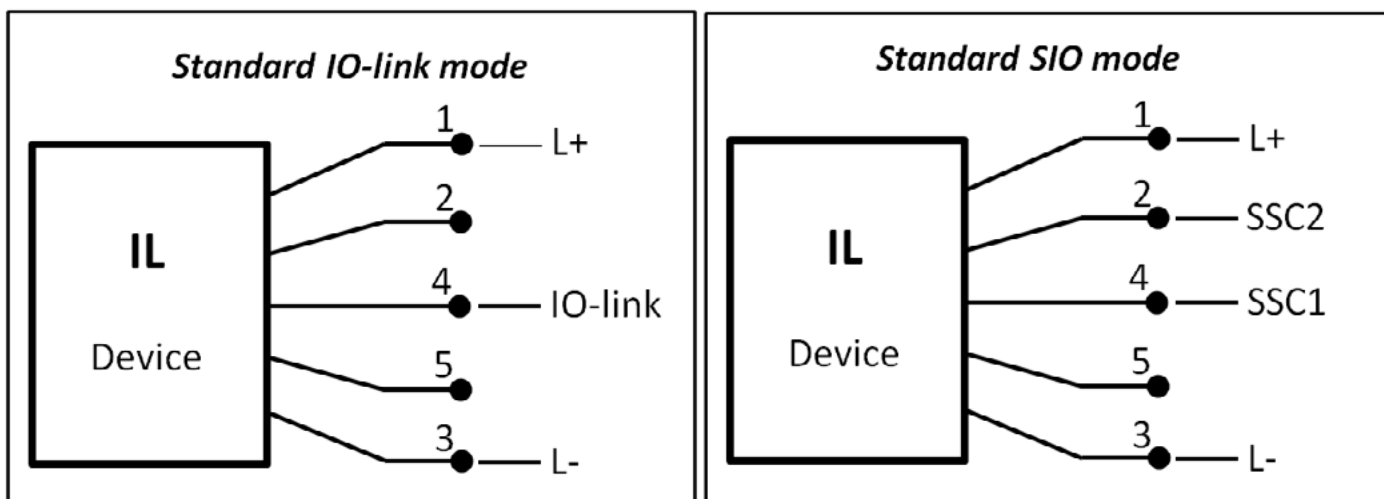 Standard IO-link mode
1
L+
2
IL
4
IO-link
Device
5
3
L-
Standard SIO mode
1
L+
2
SSC2
IL
4
SSC1
Device
5
3
L-